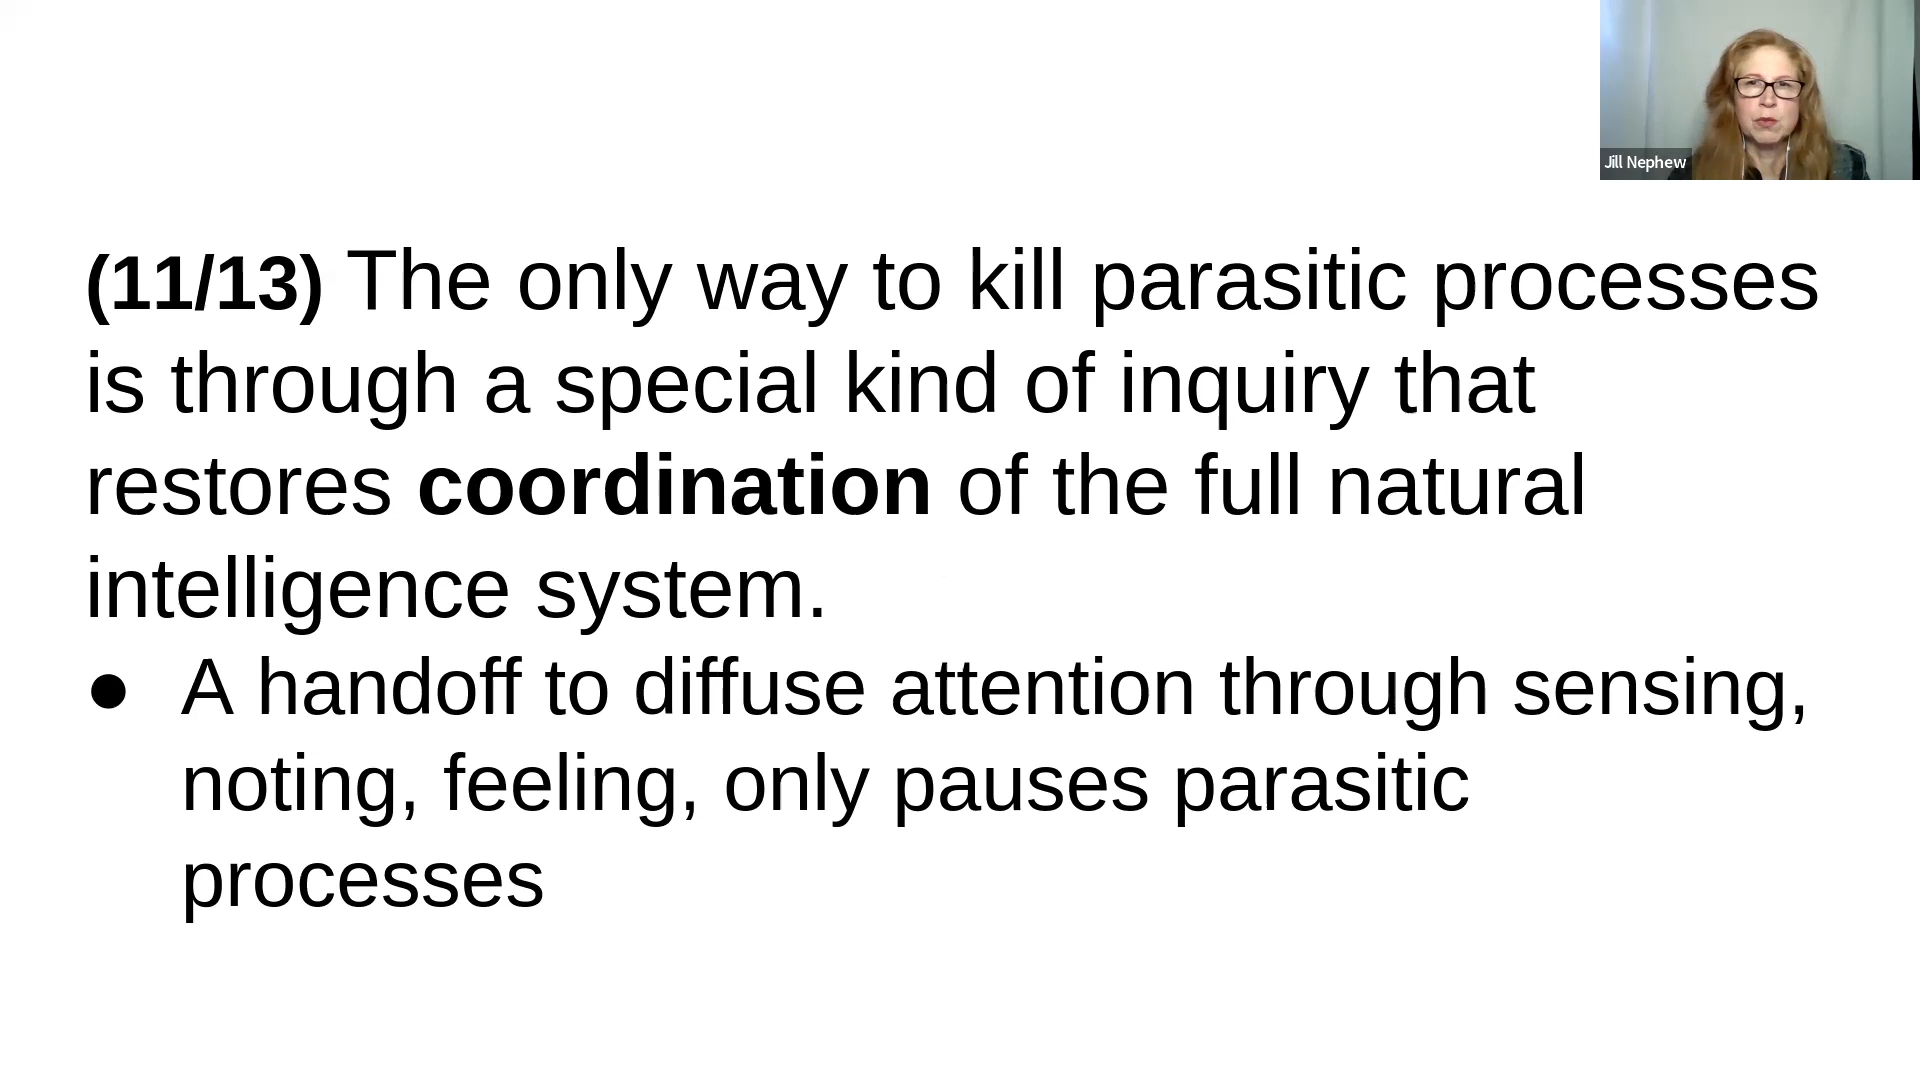 Jill Nephew
(11/13) The only way to kill parasitic processes
is through a special kind of inquiry that
restores coordination of the full natural
intelligence system.
● A handoff to diffuse attention through sensing,
noting, feeling, only pauses parasitic
processes